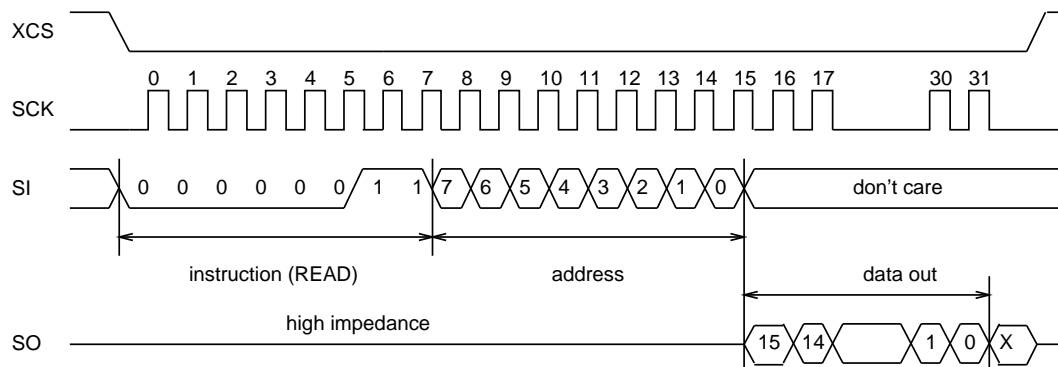 XCS
0 1 2 3 4 5 6 7 8 9 10 11 12 13 14 15 16 17 30 31
SCK
SI 0 0 0 0 0 0 1 1 7 6 5 4 3 2 1 0 don't care
instruction (READ) address data out
high impedance
SO 15 14 1 0 X